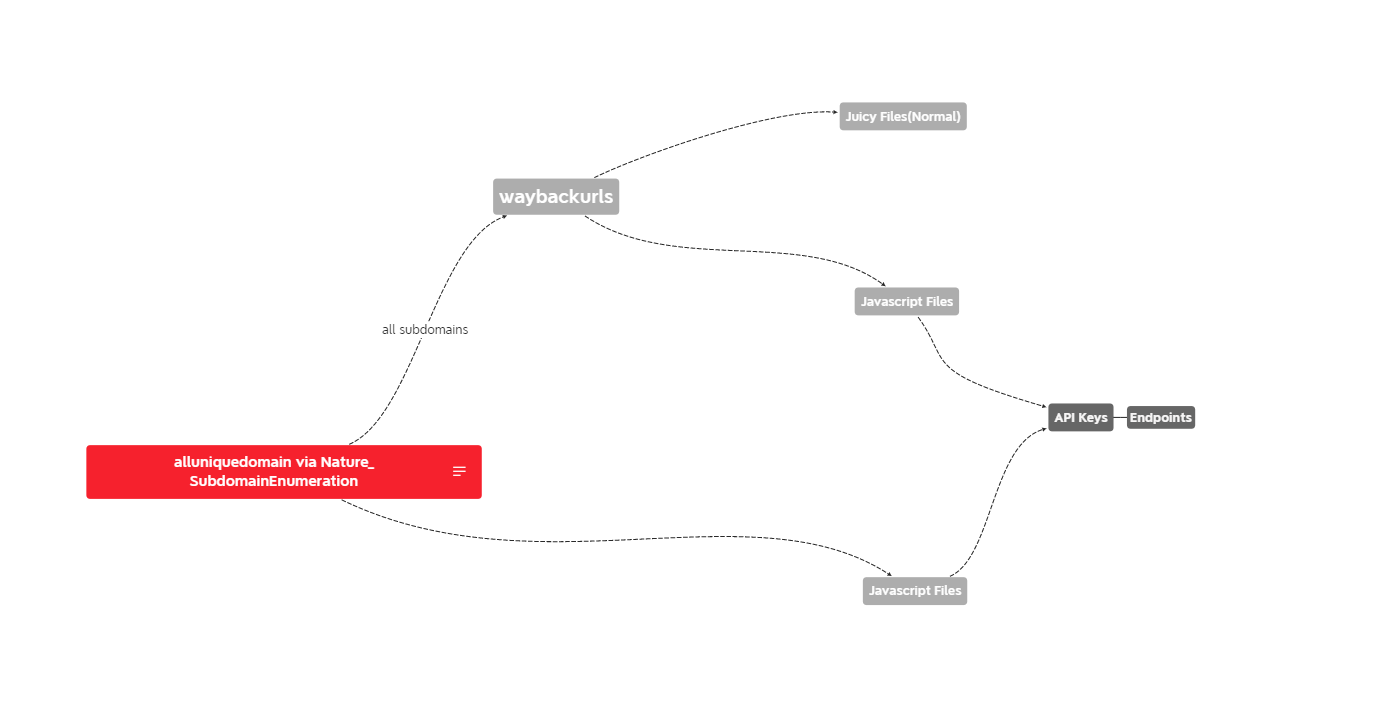 Juicy Files(Normal)
waybackurls
Javascript Files
all subdomains
API Keys
Endpoints
alluniquedomain via Nature_
SubdomainEnumeration
Javascript Files